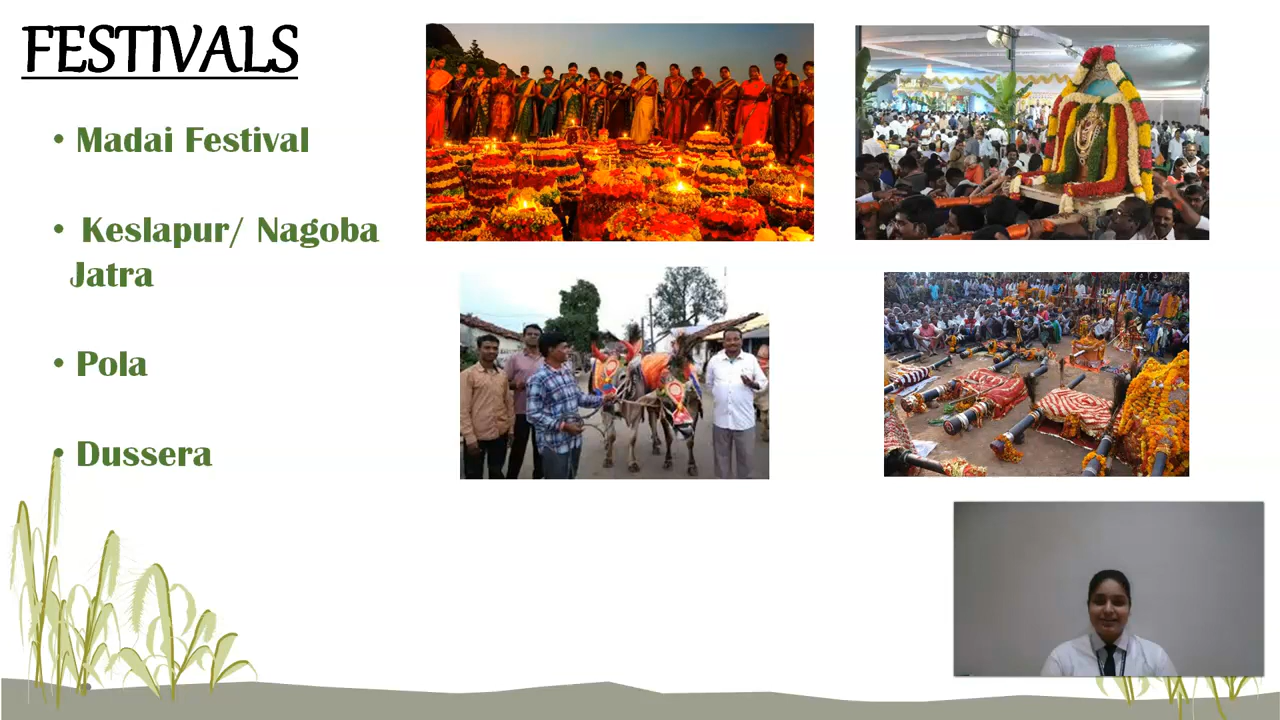 FESTIVALS
• Madai Festival
• Keslapur/ Nagoba
Jatra
• Pola
• Dussera